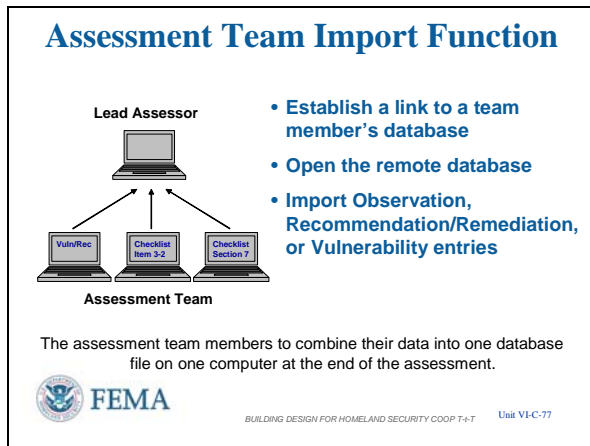 Assessment Team Import Function
Lead Assessor
Vuln/Rec
Checklist
Item 3-2
Checklist
Section 7
Assessment Team
• Establish a link to a team
member's database
• Open the remote database
• Import Observation,
Recommendation/Remediation,
or Vulnerability entries
The assessment team members to combine their data into one database
file on one computer at the end of the assessment.
FEMA
BUILDING DESIGN FOR HOMELAND SECURITY COOP T-t-T
Unit VI-C-77